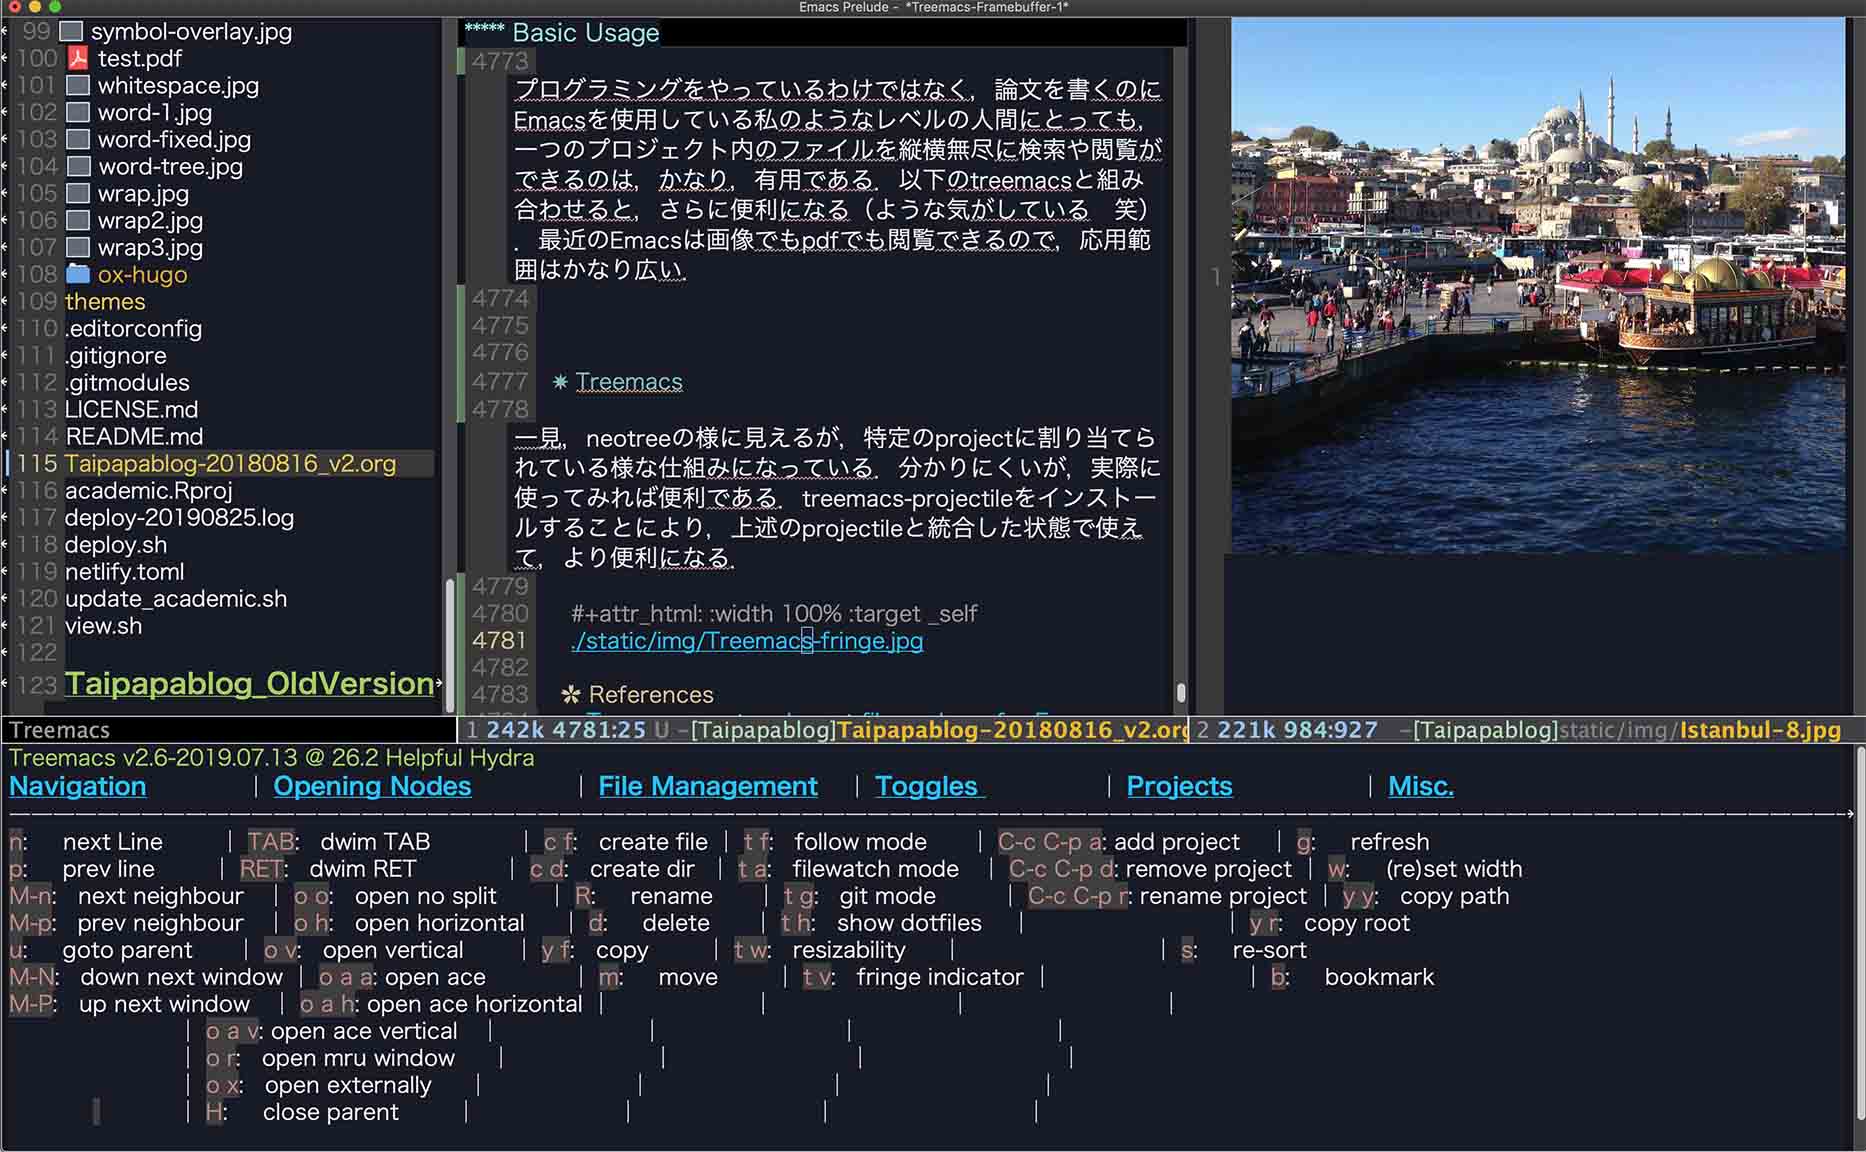 Emacs Prelude - *Treemacs-Framebuffer-1*
99 symbol-overlay.jpg
100 test.pdf
101 whitespace.jpg
102 word-1.jpg
103 word-fixed.jpg
104 word-tree.jpg
105 wrap.jpg
106 wrap2.jpg
107 wrap3.jpg
108 ox-hugo
109 themes
110 .editorconfig
111 .gitignore
112 .gitmodules
113 LICENSE.md
114 README.md
115 Taipapablog-20180816_v2.org
116 academic.Rproj
117 deploy-20190825.log
118 deploy.sh
119 netlify.toml
120 update_academic.sh
121 view.sh
122
123 Taipapablog_OldVersion
Treemacs
***** Basic Usage
4773
プログラミングをやっているわけではなく，論文を書くのに
Emacsを使用している私のようなレベルの人間にとっても，
一つのプロジェクト内のファイルを縦横無尽に検索や閲覧が
できるのは，かなり，有用である．以下のtreemacsと組み
合わせると，さらに便利になる（ような気がしている　笑）
．最近のEmacsは画像でもpdfでも閲覧できるので，応用範
囲はかなり広い．
4774
4775
4776
4777 ✷ Treemacs
4778
一見，neotreeの様に見えるが，特定のprojectに割り当てら
れている様な仕組みになっている．分かりにくいが，実際に
使ってみれば便利である．treemacs-projectileをインストー
ルすることにより，上述のprojectileと統合した状態で使え
て，より便利になる．
4779
4780 #+attr_html: :width 100% :target _self
4781 ./static/img/Treemacs-fringe.jpg
4782
4783 ✲ References
1 242k 4781:25 U -[Taipapablog]Taipapablog-20180816_v2.org
1
2 221k 984:927 -[Taipapablog]static/img/Istanbul-8.jpg
Treemacs v2.6-2019.07.13 @ 26.2 Helpful Hydra
Navigation | Opening Nodes | File Management | Toggles | Projects | Misc.
n: next Line | TAB: dwim TAB | c f: create file | t f: follow mode | C-c C-p a: add project | g: refresh
p: prev line | RET: dwim RET | c d: create dir | t a: filewatch mode | C-c C-p d: remove project | w: (re)set width
M-n: next neighbour | o o: open no split | R: rename | t g: git mode | C-c C-p r: rename project | y y: copy path
M-p: prev neighbour | o h: open horizontal | d: delete | t h: show dotfiles | | y r: copy root
u: goto parent | o v: open vertical | y f: copy | t w: resizability | | s: re-sort
M-N: down next window | o a a: open ace | m: move | t v: fringe indicator | | b: bookmark
M-P: up next window | o a h: open ace horizontal | | | |
| o a v: open ace vertical | | | |
| o r: open mru window | | | |
| o x: open externally | | | |
| H: close parent | | | |